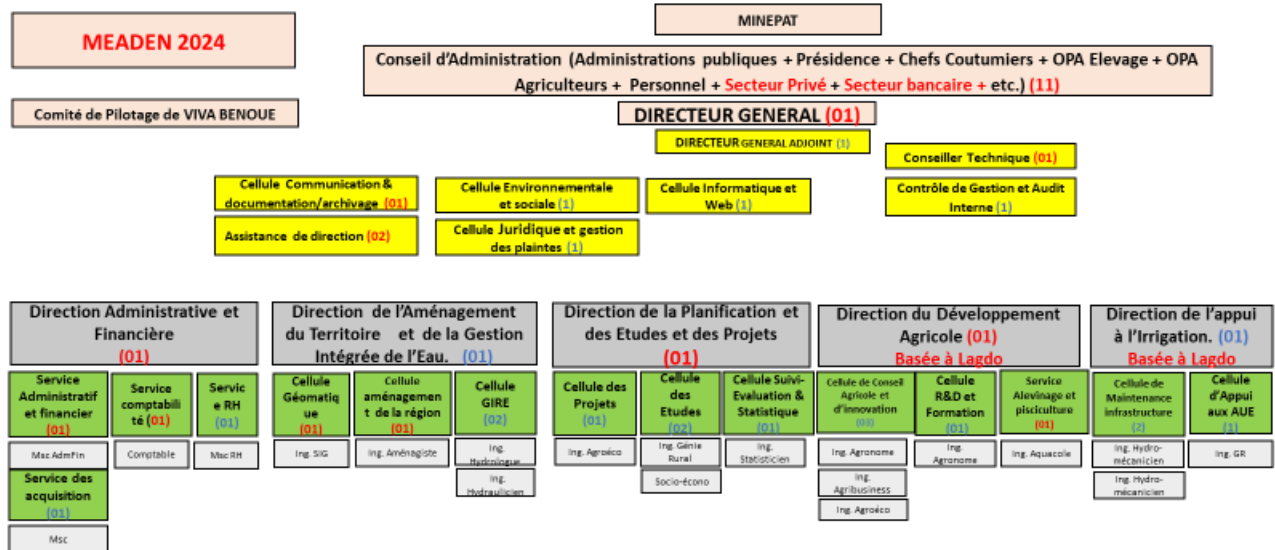 MEADEN 2024
MINEPAT
Conseil d'Administration (Administrations publiques + Présidence + Chefs Coutumiers + OPA Elevage + OPA
Agriculteurs + Personnel + Secteur Privé + Secteur bancaire + etc.) (11)
Comité de Pilotage de VIVA BENOUE
DIRECTEUR GENERAL (01)
DIRECTEUR GENERAL ADJOINT (1)
Conseiller Technique (01)
Cellule Communication &
documentation/archivage (01)
Cellule Environnementale
et sociale (1)
Cellule Informatique et
Web (1)
Contrôle de Gestion et Audit
Interne (1)
Assistance de direction (02)
Cellule Juridique et gestion
des plaintes (1)
Direction Administrative et
Financière
(01)
Direction de l'Aménagement
du Territoire et de la Gestion
Intégrée de l'Eau. (01)
Direction de la Planification et
des Etudes et des Projets
(01)
Direction du Développement
Agricole (01)
Basée à Lagdo
Direction de l'appui
à l'Irrigation. (01)
Basée à Lagdo
Service
Administratif
et financier
(01)
Service
comptabili
té (01)
Servic
e RH
(01)
Cellule
Géomatiq
ue
(01)
Cellule
aménagemen
t de la région
(01)
Cellule
GIRE
(02)
Cellule des
Projets
(01)
Cellule
des
Etudes
(02)
Cellule Suivi-
Evaluation &
Statistique
(01)
Cellule de Conseil
Agricole et
d'innovation
(03)
Cellule
R&D et
Formation
(01)
Service
Alevinage et
pisciculture
(01)
Cellule de
Maintenance
infrastructure
(2)
Cellule
d'Appui
aux AUE
(1)
Msc AdmFin
Comptable
Msc RH
Ing. SIG
Ing. Aménagiste
Ing.
Hydrologue
Ing. Agroéco
Ing. Génie
Rural
Ing.
Statisticien
Ing. Agronome
Ing.
Agronome
Ing. Aquacole
Ing. Hydro-
mécanicien
Ing. GR
Service des
acquisition
(01)
Ing.
Hydraulicien
Socio-écono
Ing.
Agribusiness
Ing. Hydro-
mécanicien
Ing. Agroéco
Msc